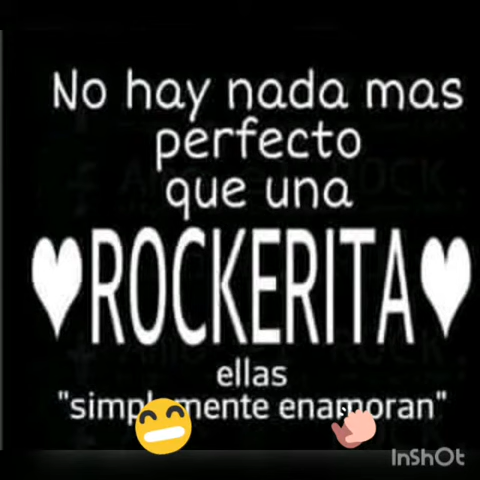 No hay nada mas
perfecto
que una
♥ROCKERITA♥
ellas
"simplemente enamoran"
InShOt